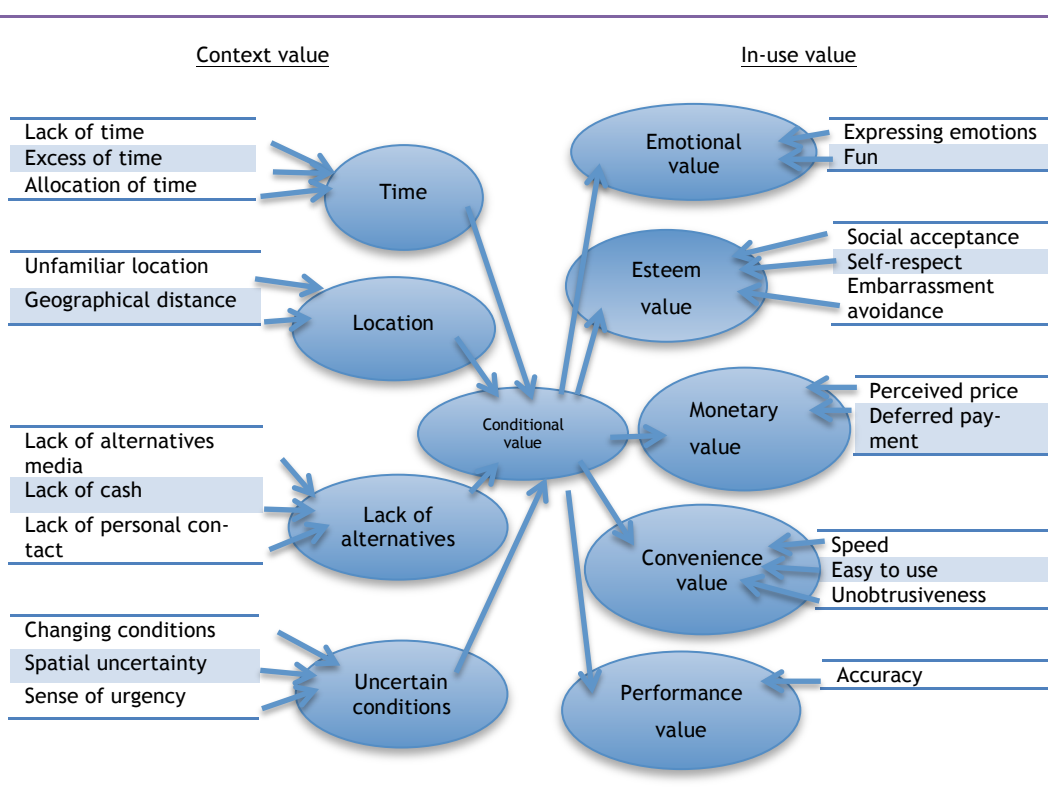 Context value
In-use value
Lack of time
Excess of time
Allocation of time
Time
Unfamiliar location
Geographical distance
Location
Lack of alternatives
media
Lack of cash
Lack of personal con-
tact
Lack of
alternatives
Changing conditions
Spatial uncertainty
Sense of urgency
Uncertain
conditions
Conditional
value
Emotional
value
Expressing emotions
Fun
Esteem
value
Social acceptance
Self-respect
Embarrassment
avoidance
Monetary
value
Perceived price
Deferred pay-
ment
Convenience
value
Speed
Easy to use
Unobtrusiveness
Performance
value
Accuracy